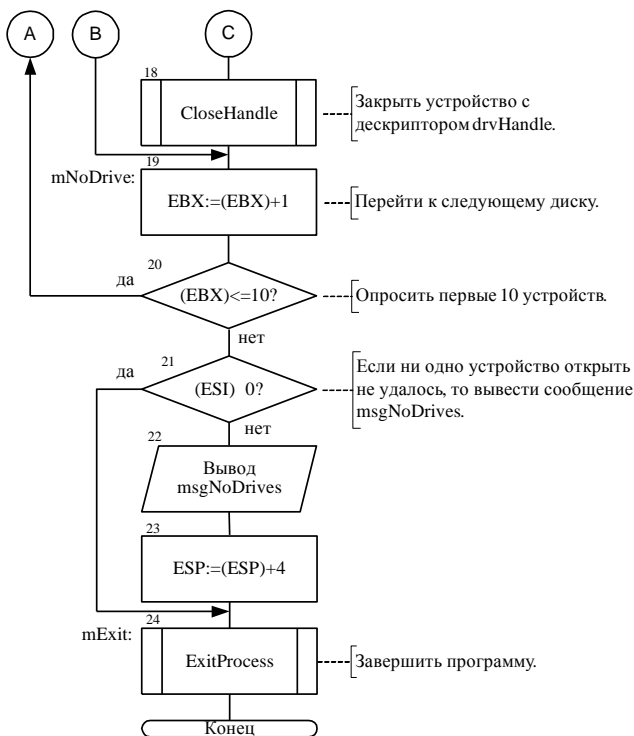 A
B
C
18
CloseHandle
Закрыть устройство с
дескриптором drvHandle.
19
mNoDrive:
EBX:=(EBX)+1
Перейти к следующему диску.
20
да
(EBX)<=10?
Опросить первые 10 устройств.
нет
21
да
(ESI) 0?
Если ни одно устройство открыть
не удалось, то вывести сообщение
msgNoDrives.
нет
22
Вывод
msgNoDrives
23
ESP:=(ESP)+4
mExit:
24
ExitProcess
Завершить программу.
Конец